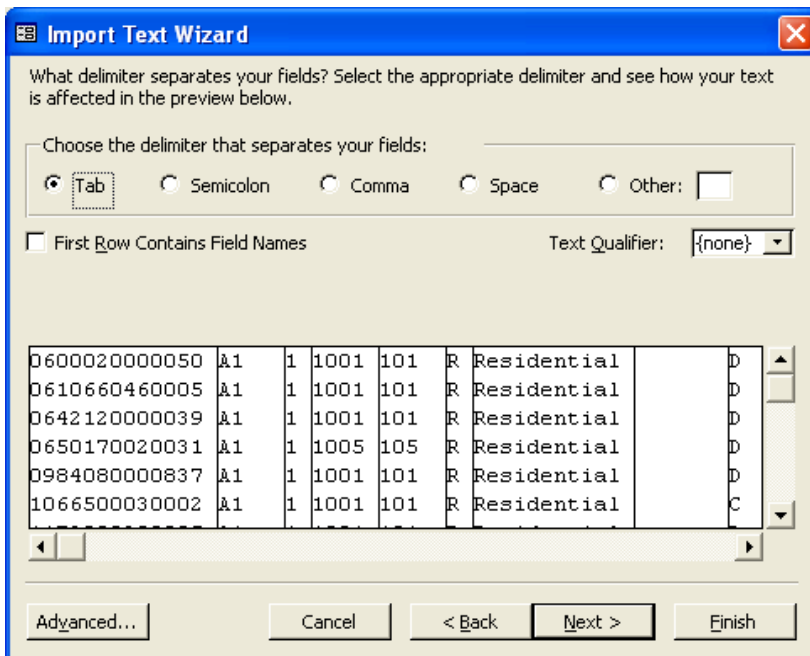 Import Text Wizard
What delimiter separates your fields? Select the appropriate delimiter and see how your text
is affected in the preview below.
Choose the delimiter that separates your fields:
Tab Semicolon Comma Space Other:
First Row Contains Field Names Text Qualifier: {none}
0600020000050 A1 1 1001 101 R Residential D
0610660460005 A1 1 1001 101 R Residential D
0642120000039 A1 1 1001 101 R Residential D
0650170020031 A1 1 1005 105 R Residential D
0984080000837 A1 1 1001 101 R Residential D
1066500030002 A1 1 1001 101 R Residential C
Advanced... Cancel < Back Next > Finish